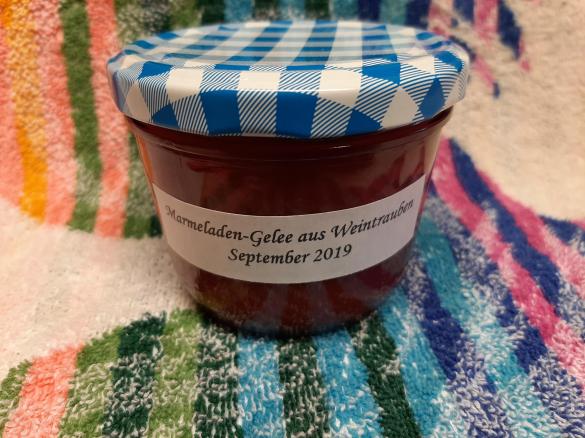 Marmeladen-Gelee aus Weintrauben
September 2019